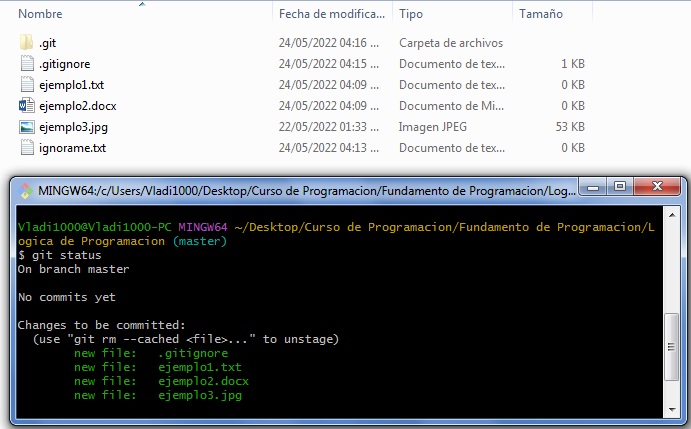 Nombre Fecha de modifica... Tipo Tamaño
.git 24/05/2022 04:16 ... Carpeta de archivos
.gitignore 24/05/2022 04:15 ... Documento de tex... 1 KB
ejemplo1.txt 24/05/2022 04:09 ... Documento de tex... 0 KB
ejemplo2.docx 24/05/2022 04:09 ... Documento de Mi... 0 KB
ejemplo3.jpg 22/05/2022 01:33 ... Imagen JPEG 53 KB
ignorame.txt 24/05/2022 04:13 ... Documento de tex... 0 KB
MINGW64:/c/Users/Vladi1000/Desktop/Curso de Programacion/Fundamento de Programacion/Log...
Vladi1000@Vladi1000-PC MINGW64 ~/Desktop/Curso de Programacion/Fundamento de Programacion/L
ogica de Programacion (master)
$ git status
On branch master
No commits yet
Changes to be committed:
(use "git rm --cached <file>..." to unstage)
new file: .gitignore
new file: ejemplo1.txt
new file: ejemplo2.docx
new file: ejemplo3.jpg